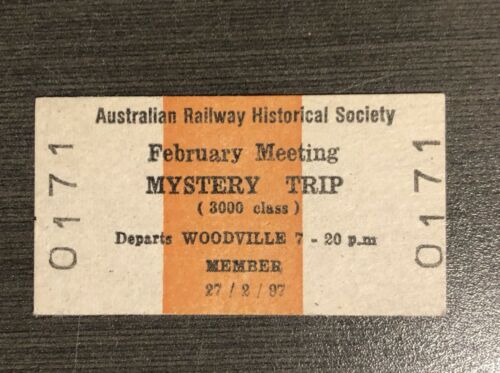 Australian Railway Historical Society
February Meeting
MYSTERY TRIP
( 3000 class )
Departs WOODVILLE 7 - 20 p.m
MEMBER
27 / 2 / 97
0171
0171